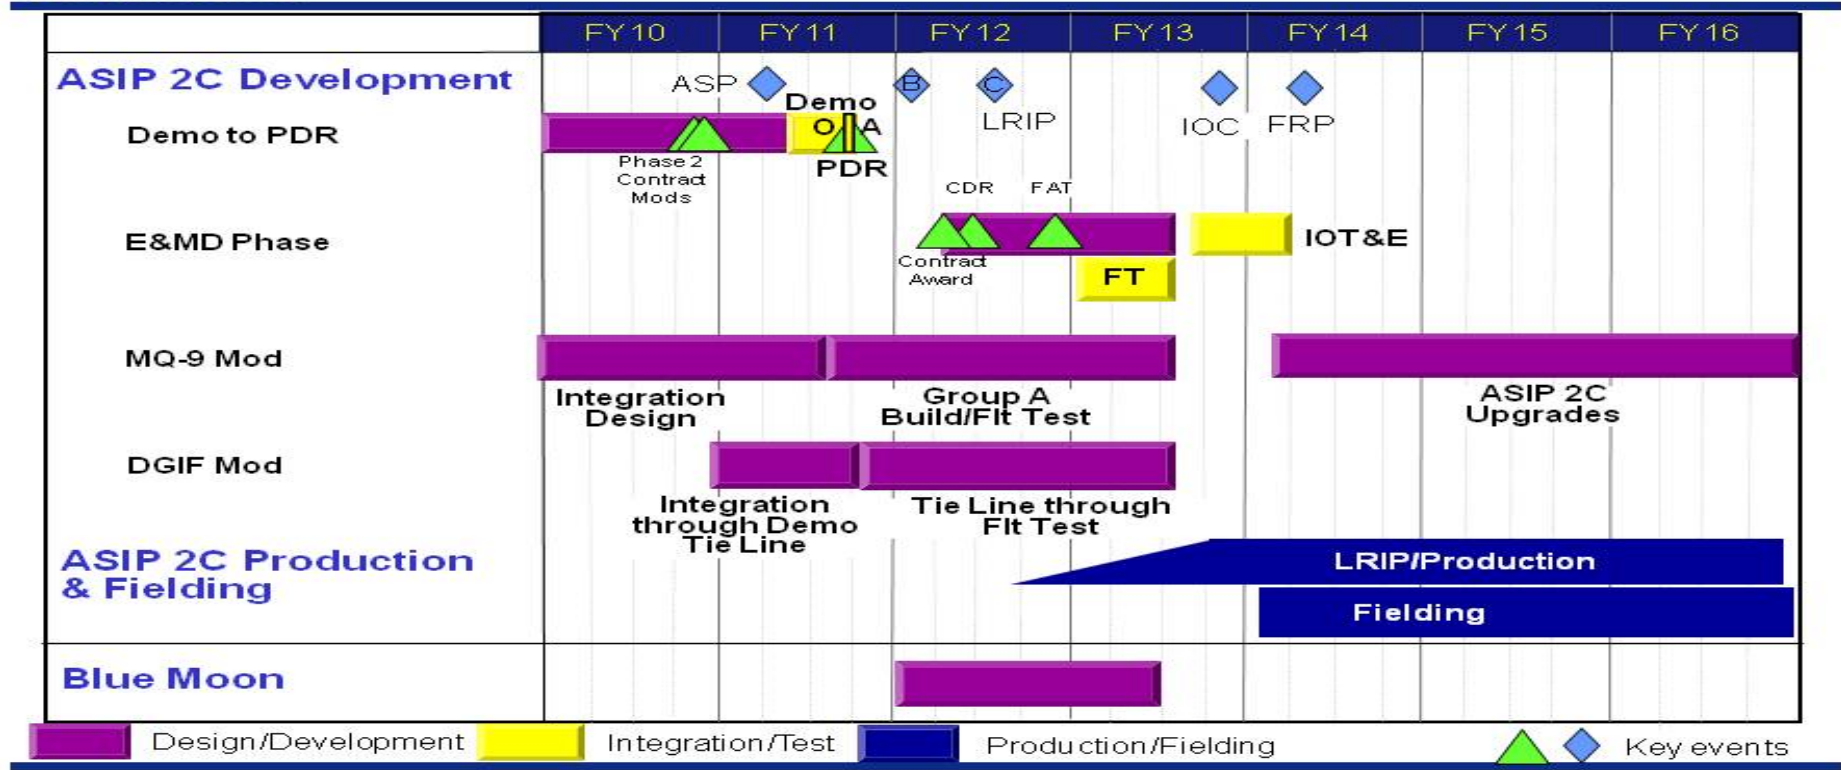 FY10 FY11 FY12 FY13 FY14 FY15 FY16
ASIP 2C Development
ASP
B
C
LRIP
IOC
FRP
Demo to PDR
Demo
O A
PDR
Phase 2
Contract
Mods
CDR
FAT
E&MD Phase
IOT&E
Contract
Award
FT
MQ-9 Mod
Integration
Design
Group A
Build/Flt Test
ASIP 2C
Upgrades
DGIF Mod
Integration
through Demo
Tie Line
Tie Line through
Flt Test
ASIP 2C Production
& Fielding
LRIP/Production
Fielding
Blue Moon
Design/Development
Integration/Test
Production/Fielding
Key events